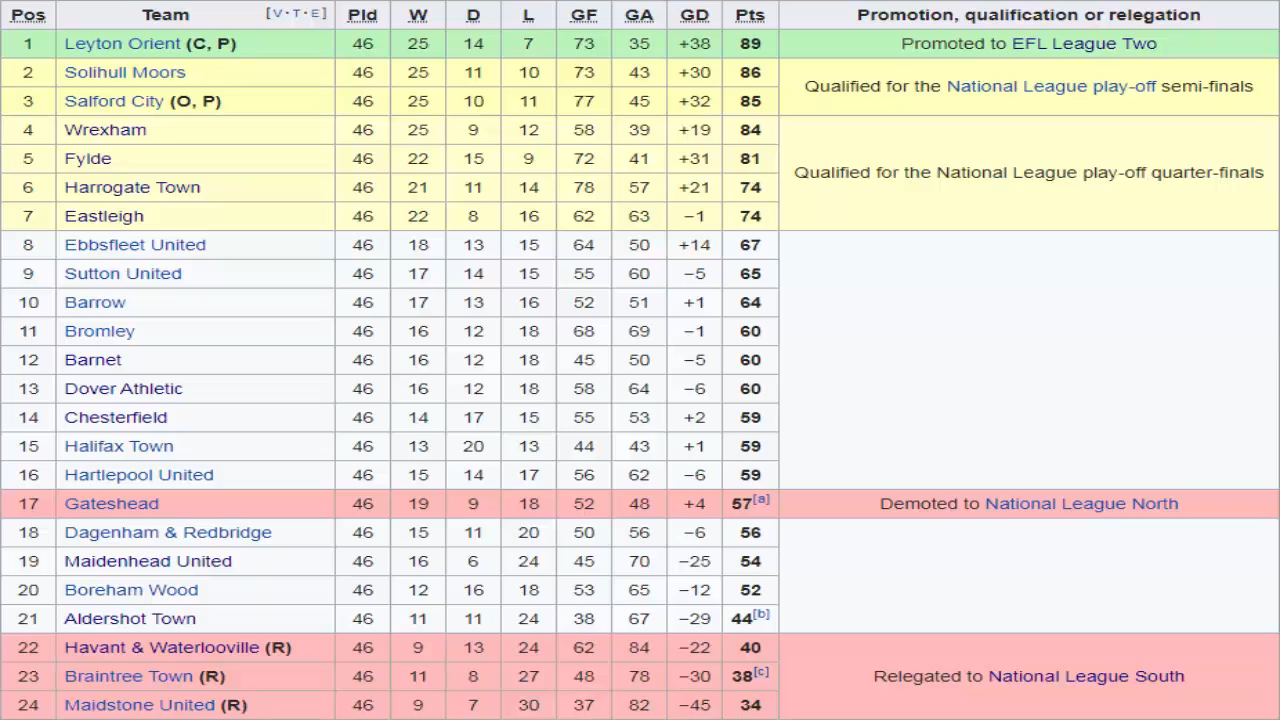 Pos Team [V·T·E] Pld W D L GF GA GD Pts Promotion, qualification or relegation
1 Leyton Orient (C, P) 46 25 14 7 73 35 +38 89 Promoted to EFL League Two
2 Solihull Moors 46 25 11 10 73 43 +30 86 Qualified for the National League play-off semi-finals
3 Salford City (O, P) 46 25 10 11 77 45 +32 85
4 Wrexham 46 25 9 12 58 39 +19 84
5 Fylde 46 22 15 9 72 41 +31 81 Qualified for the National League play-off quarter-finals
6 Harrogate Town 46 21 11 14 78 57 +21 74
7 Eastleigh 46 22 8 16 62 63 −1 74
8 Ebbsfleet United 46 18 13 15 64 50 +14 67
9 Sutton United 46 17 14 15 55 60 −5 65
10 Barrow 46 17 13 16 52 51 +1 64
11 Bromley 46 16 12 18 68 69 −1 60
12 Barnet 46 16 12 18 45 50 −5 60
13 Dover Athletic 46 16 12 18 58 64 −6 60
14 Chesterfield 46 14 17 15 55 53 +2 59
15 Halifax Town 46 13 20 13 44 43 +1 59
16 Hartlepool United 46 15 14 17 56 62 −6 59
17 Gateshead 46 19 9 18 52 48 +4 57[a] Demoted to National League North
18 Dagenham & Redbridge 46 15 11 20 50 56 −6 56
19 Maidenhead United 46 16 6 24 45 70 −25 54
20 Boreham Wood 46 12 16 18 53 65 −12 52
21 Aldershot Town 46 11 11 24 38 67 −29 44[b]
22 Havant & Waterlooville (R) 46 9 13 24 62 84 −22 40
23 Braintree Town (R) 46 11 8 27 48 78 −30 38[c] Relegated to National League South
24 Maidstone United (R) 46 9 7 30 37 82 −45 34